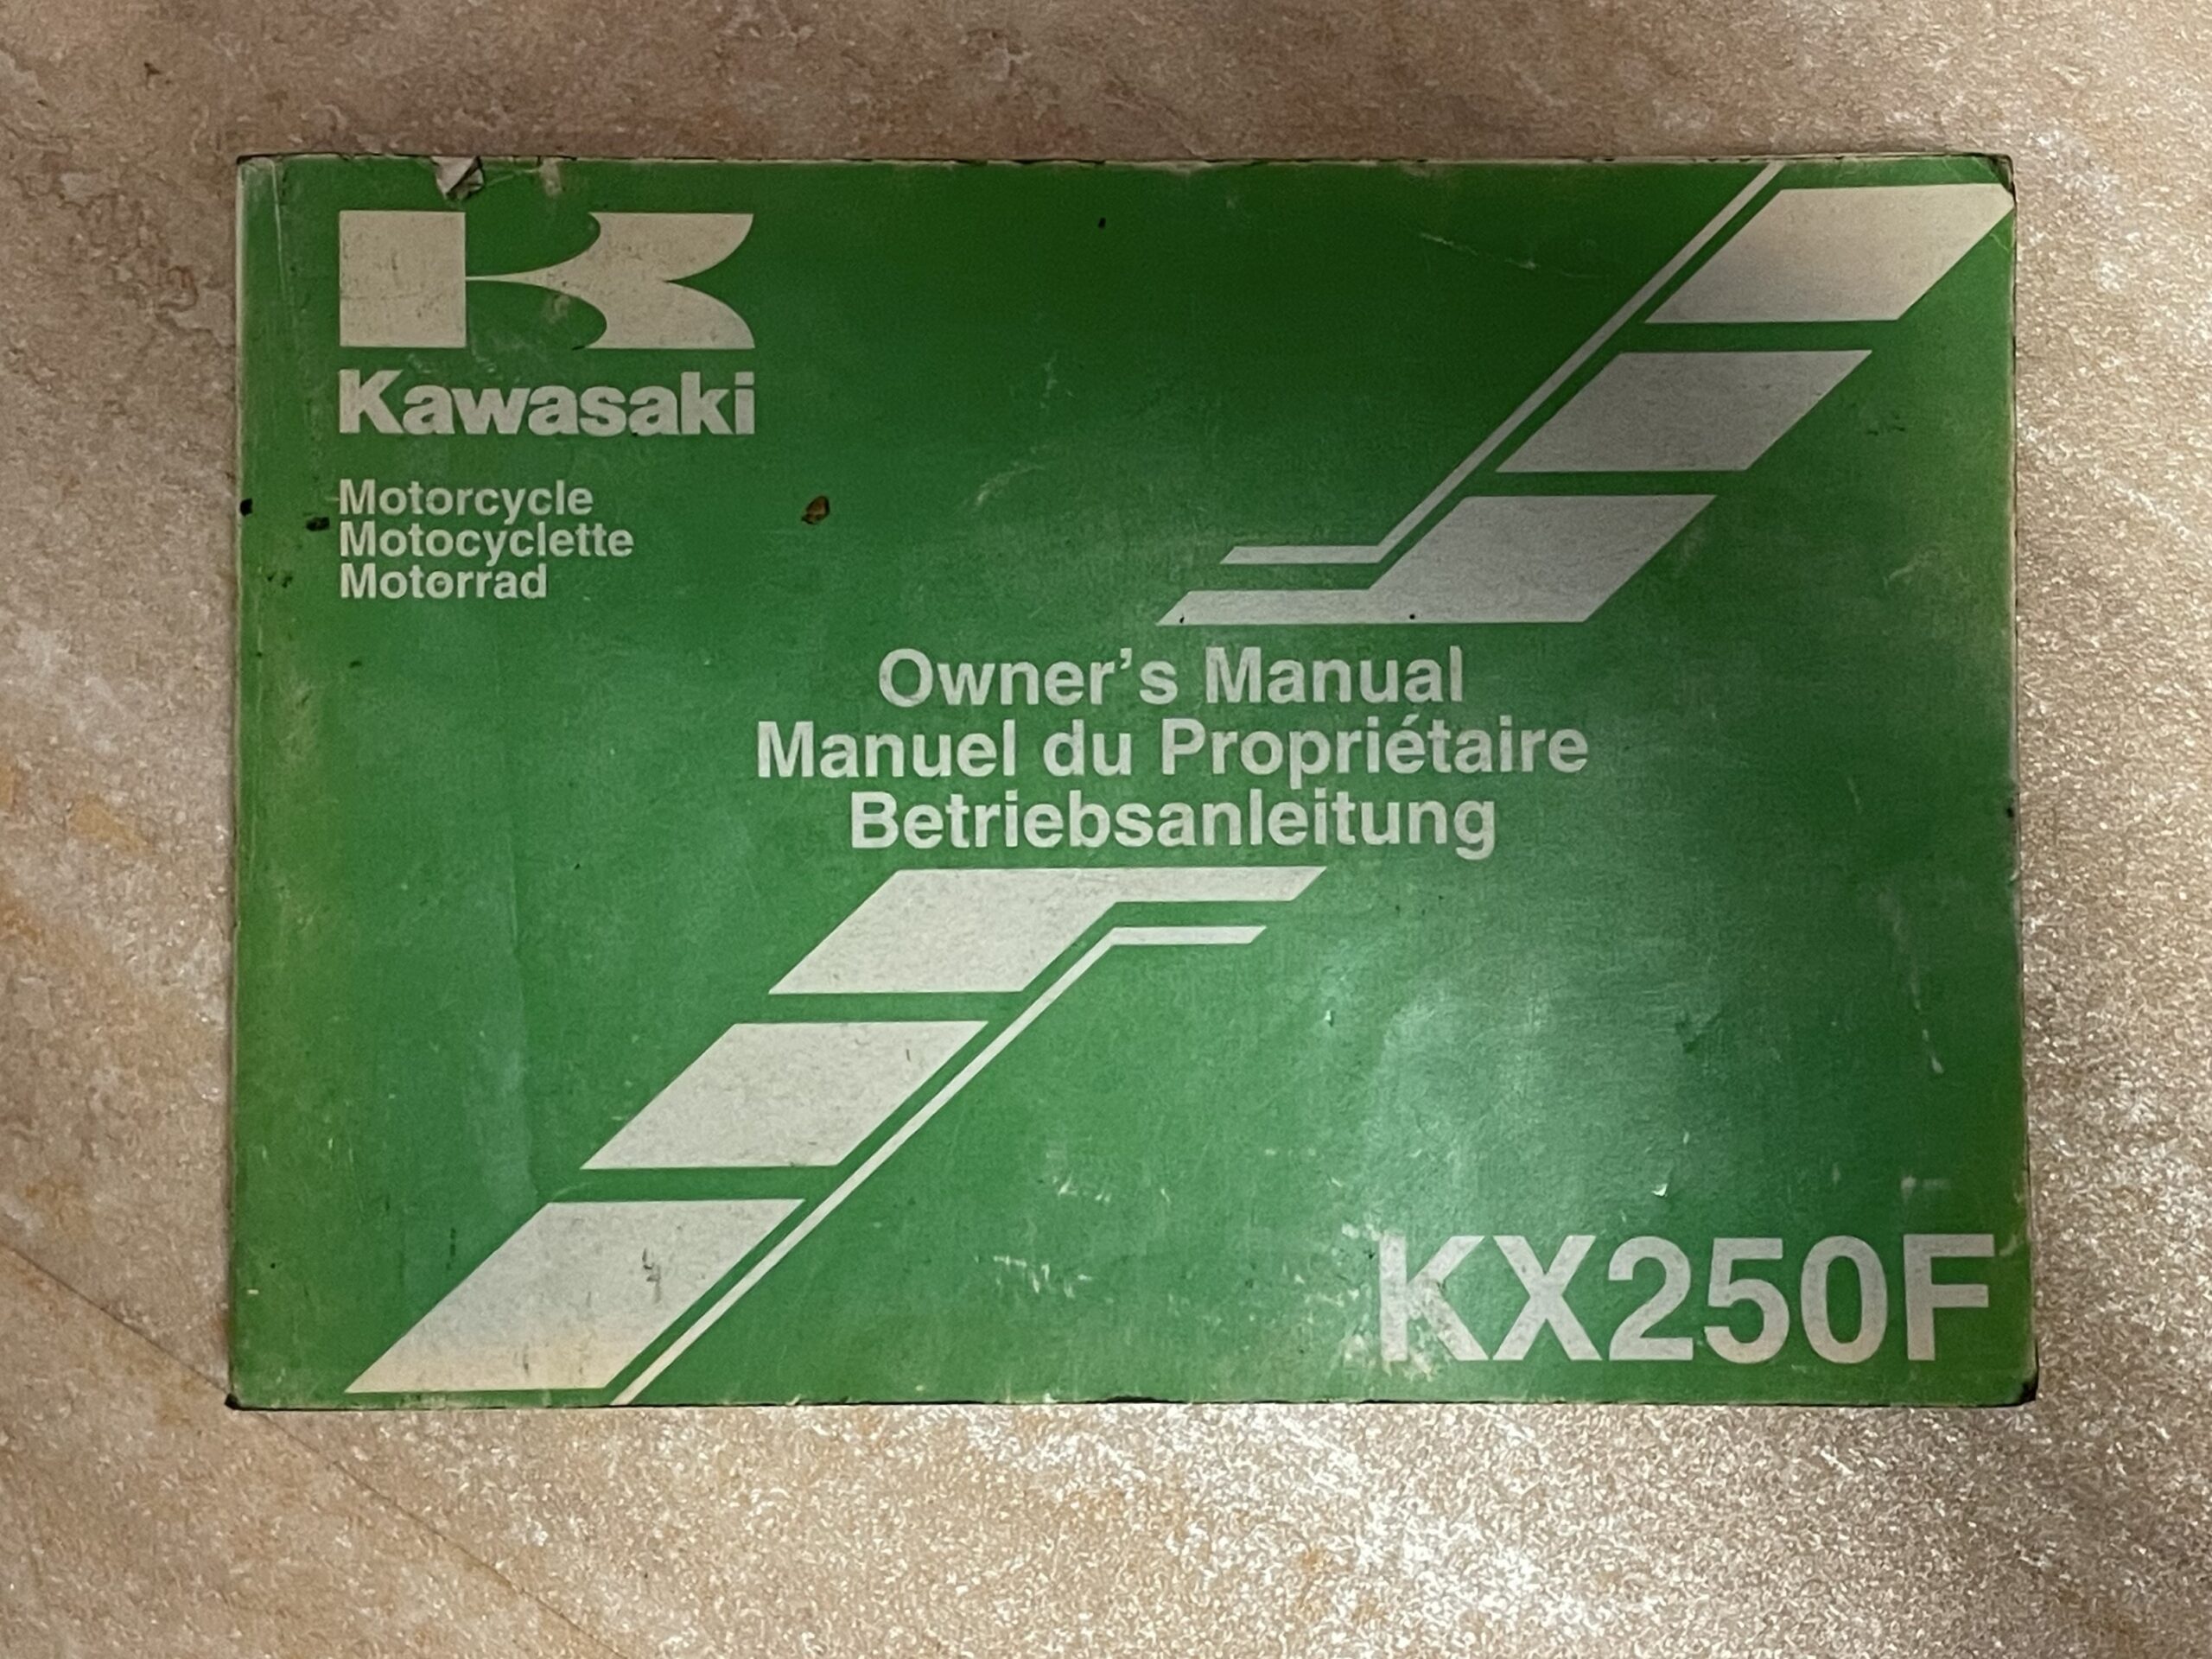 Kawasaki
Motorcycle
Motocyclette
Motorrad
Owner's Manual
Manuel du Propriétaire
Betriebsanleitung
KX250F